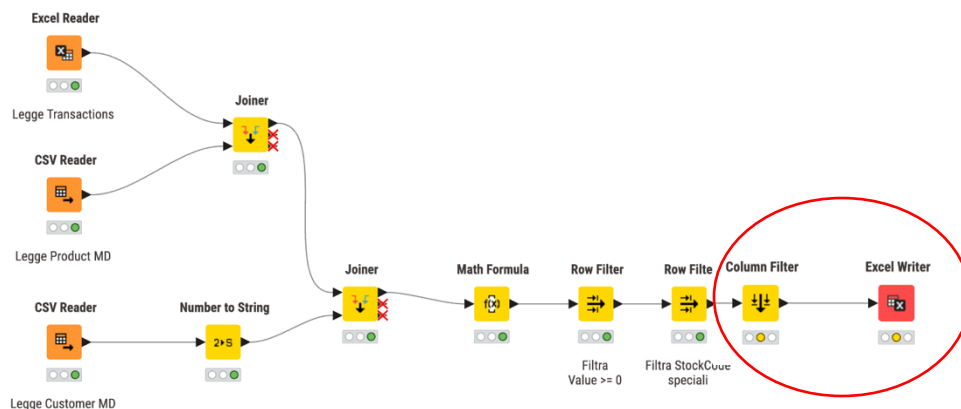 Excel Reader
Legge Transactions
Joiner
CSV Reader
Legge Product MD
CSV Reader
Legge Customer MD
Number to String
2▸S
Joiner
Math Formula
f(x)
Row Filter
Filtra
Value >= 0
Row Filte
Filtra StockCode
speciali
Column Filter
Excel Writer